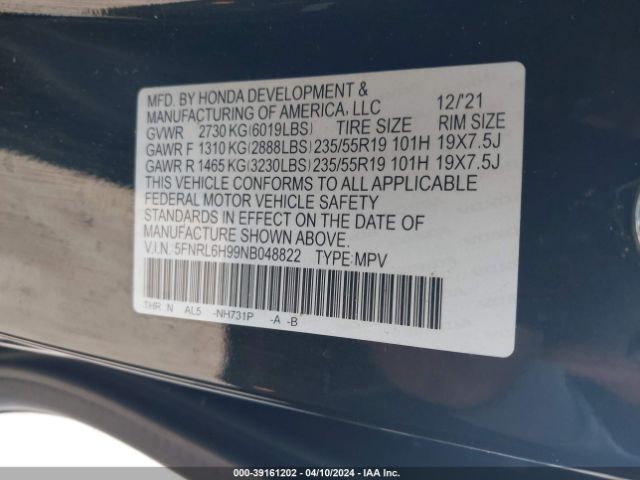 MFD. BY HONDA DEVELOPMENT &
MANUFACTURING OF AMERICA, LLC 12/'21
GVWR 2730 KG(6019LBS) TIRE SIZE RIM SIZE
GAWR F 1310 KG(2888LBS) 235/55R19 101H 19X7.5J
GAWR R 1465 KG(3230LBS) 235/55R19 101H 19X7.5J
THIS VEHICLE CONFORMS TO ALL APPLICABLE
FEDERAL MOTOR VEHICLE SAFETY
STANDARDS IN EFFECT ON THE DATE OF
MANUFACTURE SHOWN ABOVE.
V.I.N. 5FNRL6H99NB048822 TYPE: MPV
THR N AL5 -NH731P -A -B
000-39161202 - 04/10/2024 - IAAI.COM